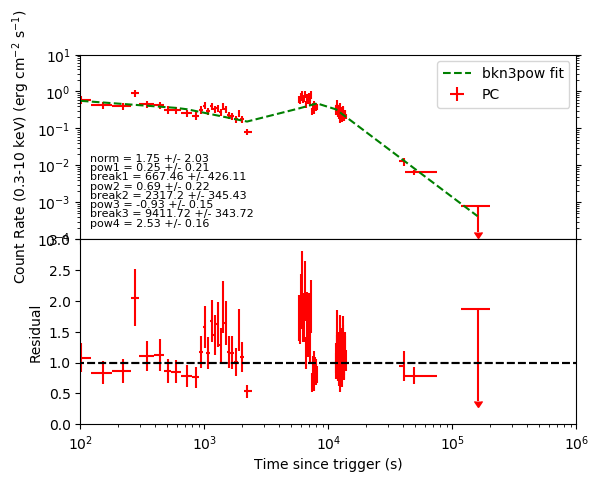 Count Rate (0.3-10 keV) (erg cm⁻² s⁻¹)
10¹
10⁰
10⁻¹
10⁻²
10⁻³
10⁻⁴
bkn3pow fit
PC
norm = 1.75 +/- 2.03
pow1 = 0.25 +/- 0.21
break1 = 667.46 +/- 426.11
pow2 = 0.69 +/- 0.22
break2 = 2317.2 +/- 345.43
pow3 = -0.93 +/- 0.15
break3 = 9411.72 +/- 343.72
pow4 = 2.53 +/- 0.16
Residual
3.0
2.5
2.0
1.5
1.0
0.5
0.0
10² 10³ 10⁴ 10⁵ 10⁶
Time since trigger (s)